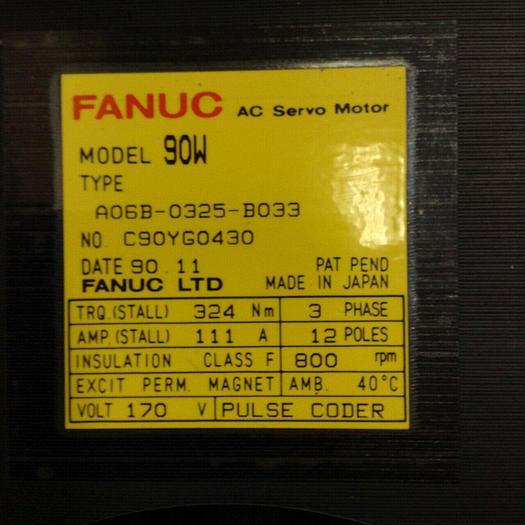 FANUC AC Servo Motor
MODEL 90W
TYPE
A06B-0325-B033
NO. C90YG0430
DATE 90.11 PAT PEND
FANUC LTD MADE IN JAPAN
TRQ.(STALL) 324 Nm 3 PHASE
AMP.(STALL) 111 A 12 POLES
INSULATION CLASS F 800 rpm
EXCIT PERM. MAGNET AMB. 40°C
VOLT 170 V PULSE CODER